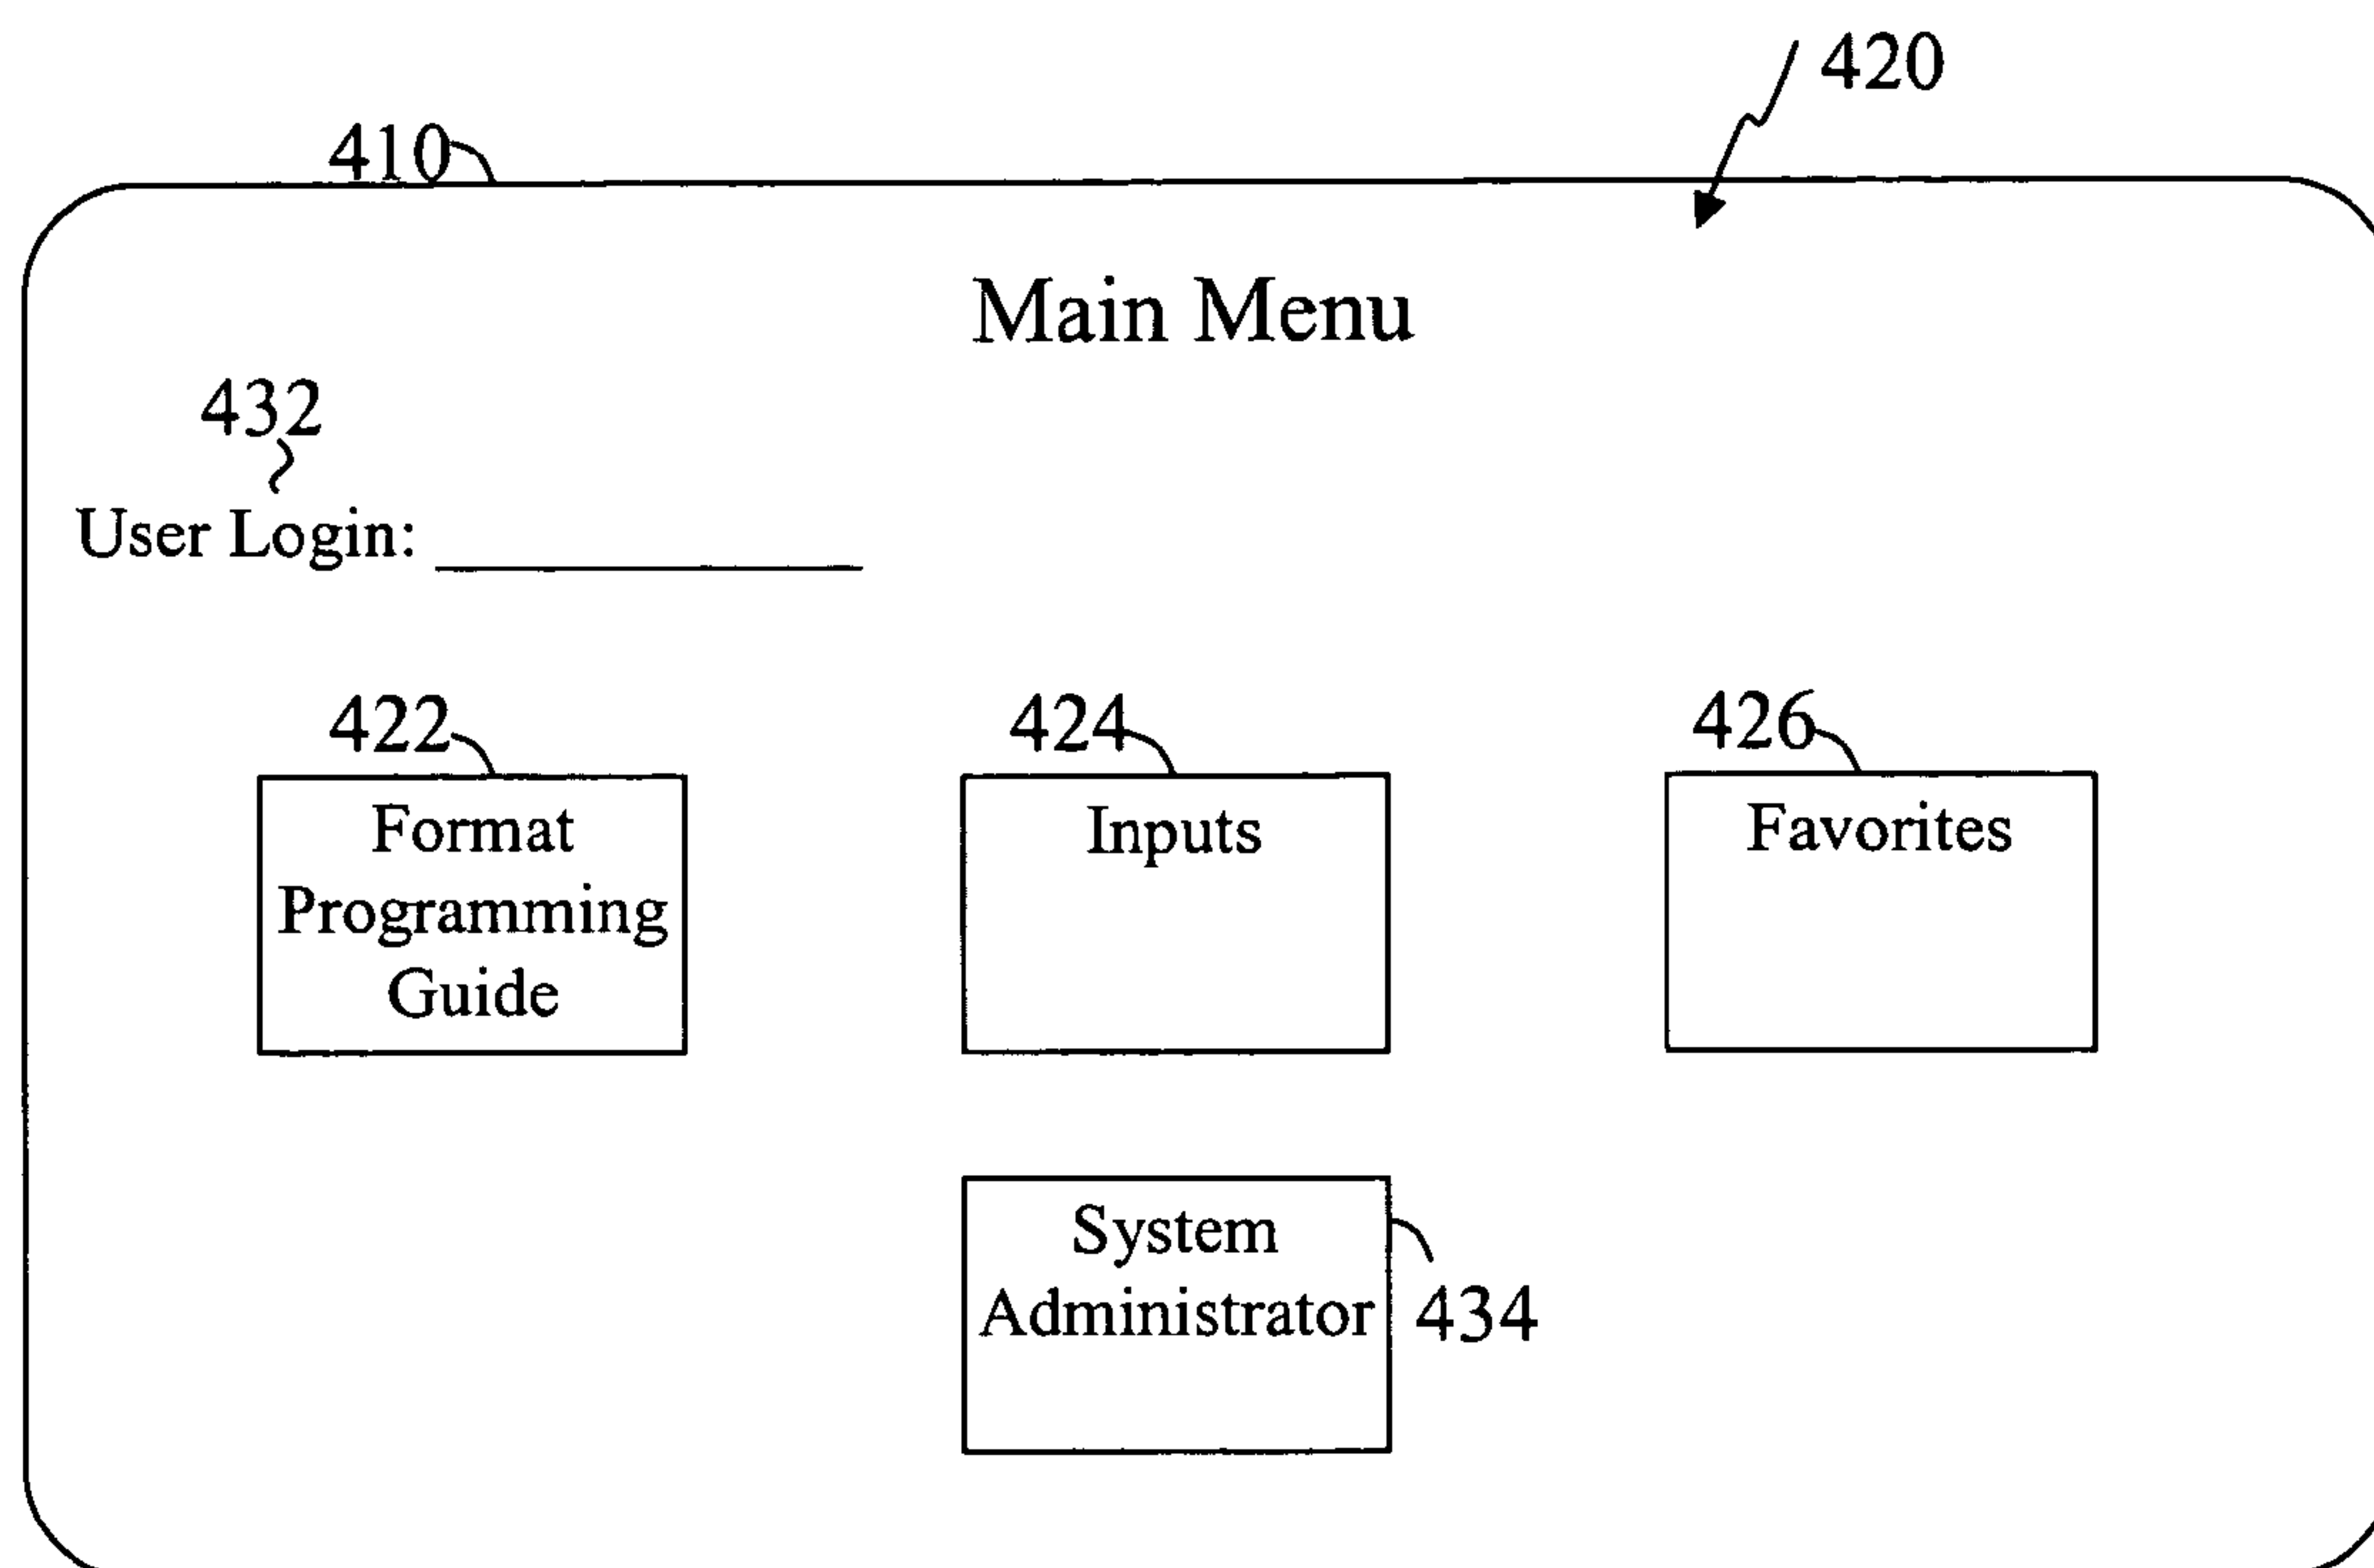 420
410
Main Menu
432
User Login:
422
424
426
Format
Programming
Guide
Inputs
Favorites
System
Administrator
434